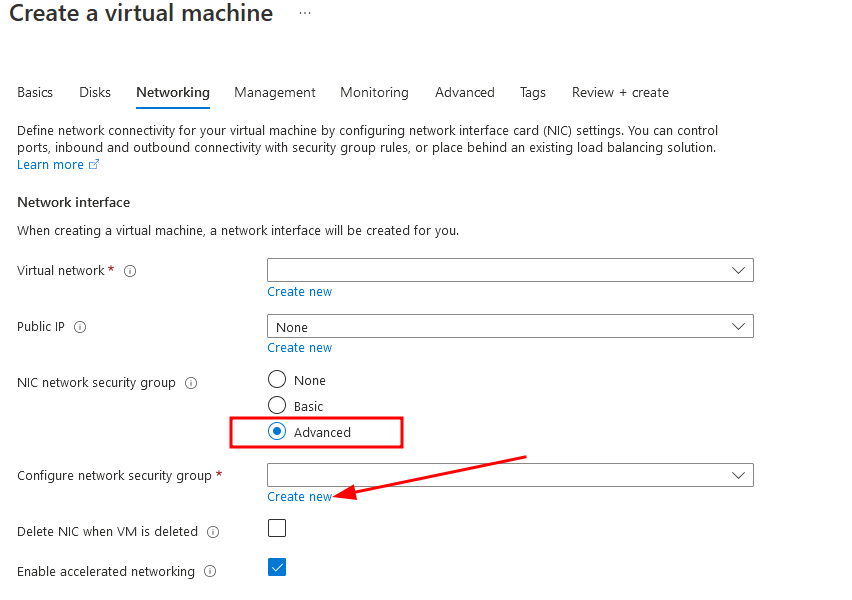 Create a virtual machine ...
Basics Disks Networking Management Monitoring Advanced Tags Review + create
Define network connectivity for your virtual machine by configuring network interface card (NIC) settings. You can control
ports, inbound and outbound connectivity with security group rules, or place behind an existing load balancing solution.
Learn more
Network interface
When creating a virtual machine, a network interface will be created for you.
Virtual network *
Create new
Public IP None
Create new
NIC network security group None
Basic
Advanced
Configure network security group *
Create new
Delete NIC when VM is deleted
Enable accelerated networking